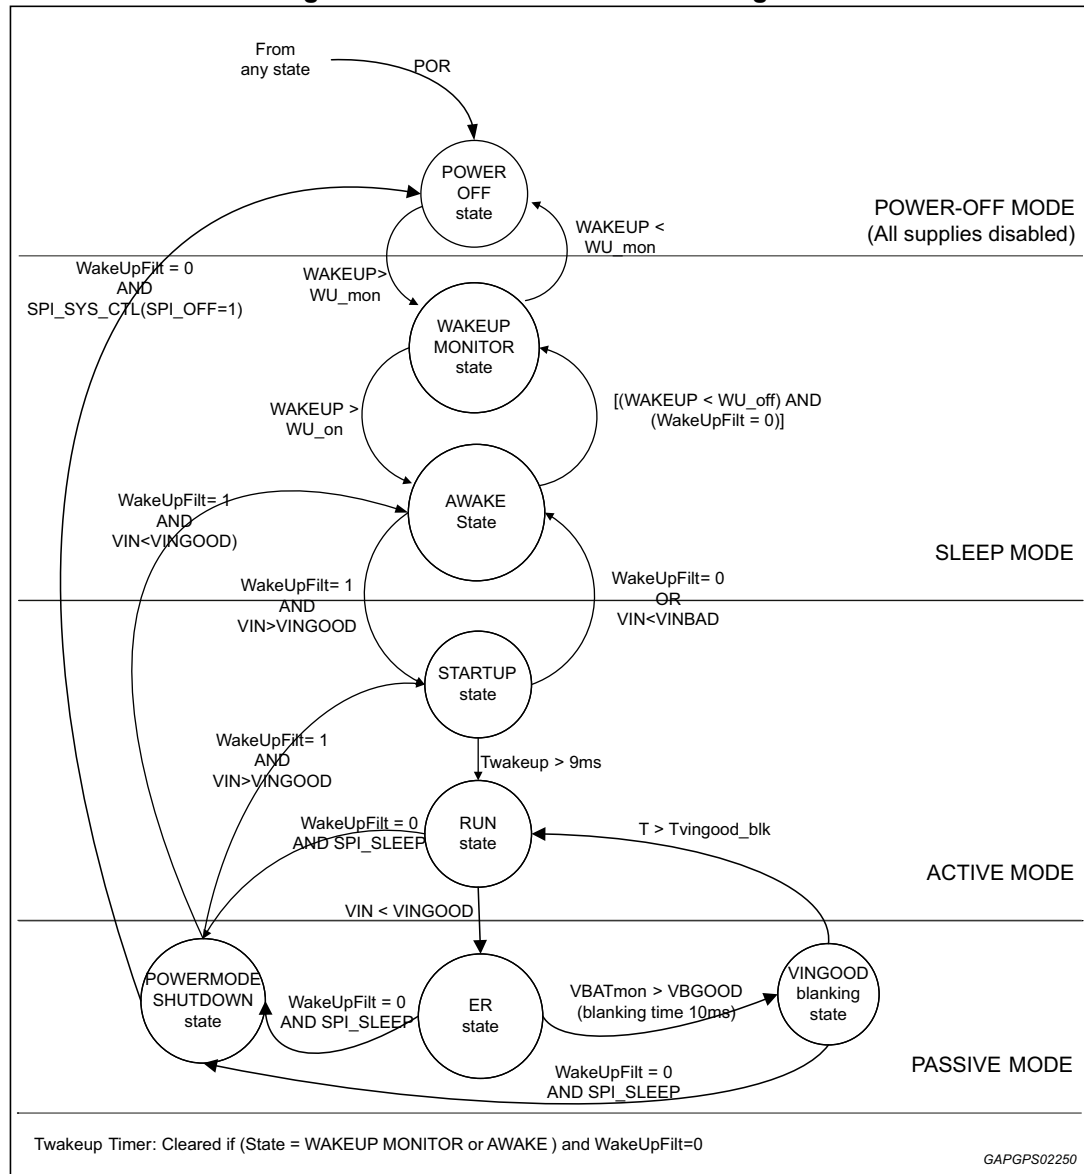 From
any state
POR
POWER
OFF
state
POWER-OFF MODE
(All supplies disabled)
WAKEUP <
WU_mon
WakeUpFilt = 0
AND
SPI_SYS_CTL(SPI_OFF=1)
WAKEUP>
WU_mon
WAKEUP
MONITOR
state
WAKEUP >
WU_on
[(WAKEUP < WU_off) AND
(WakeUpFilt = 0)]
AWAKE
State
WakeUpFilt= 1
AND
VIN<VINGOOD)
SLEEP MODE
WakeUpFilt= 1
AND
VIN>VINGOOD
WakeUpFilt= 0
OR
VIN<VINBAD
STARTUP
state
WakeUpFilt= 1
AND
VIN>VINGOOD
Twakeup > 9ms
RUN
state
WakeUpFilt = 0
AND SPI_SLEEP
T > Tvingood_blk
ACTIVE MODE
VIN < VINGOOD
POWERMODE
SHUTDOWN
state
WakeUpFilt = 0
AND SPI_SLEEP
ER
state
VBATmon > VBGOOD
(blanking time 10ms)
VINGOOD
blanking
state
PASSIVE MODE
WakeUpFilt = 0
AND SPI_SLEEP
Twakeup Timer: Cleared if (State = WAKEUP MONITOR or AWAKE ) and WakeUpFilt=0
GAPGPS02250